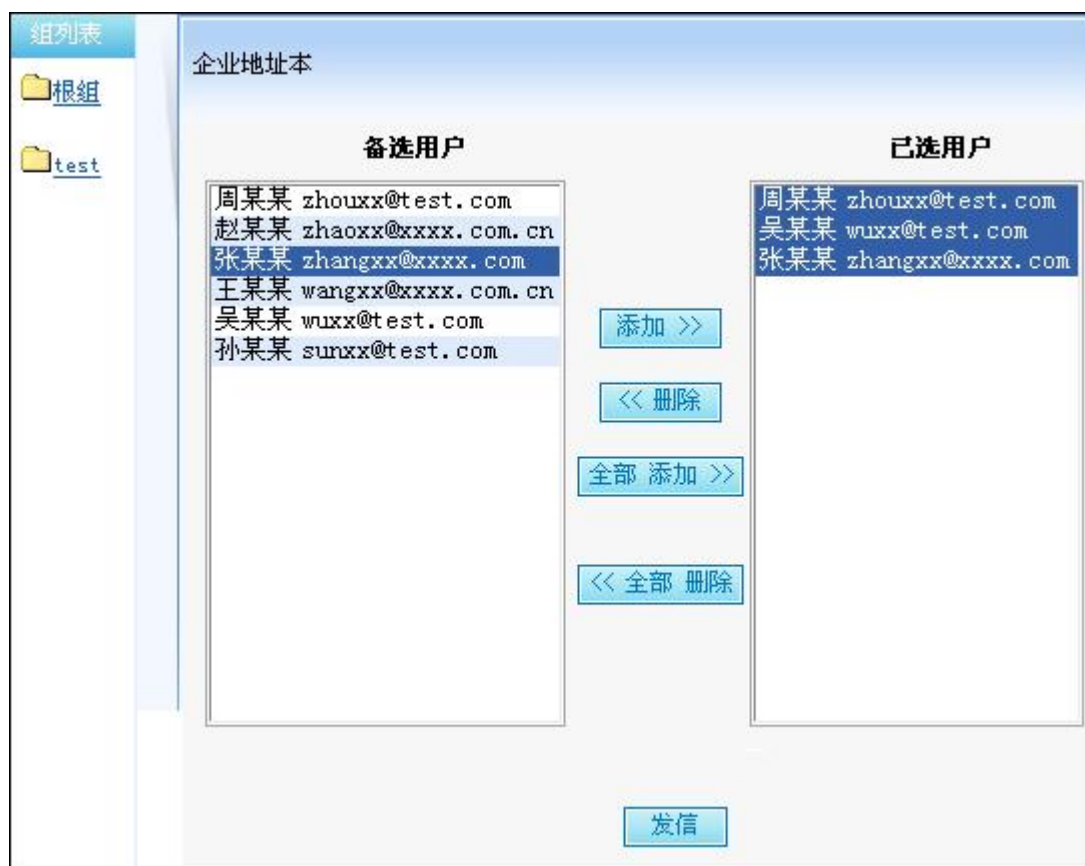 组列表
根组
test
企业地址本
备选用户
周某某 zhouxx@test.com
赵某某 zhaoxx@xxxx.com.cn
张某某 zhangxx@xxxx.com
王某某 wangxx@xxxx.com.cn
吴某某 wuxx@test.com
孙某某 sunxx@test.com
添加 >>
<< 删除
全部 添加 >>
<< 全部 删除
已选用户
周某某 zhouxx@test.com
吴某某 wuxx@test.com
张某某 zhangxx@xxxx.com
发信